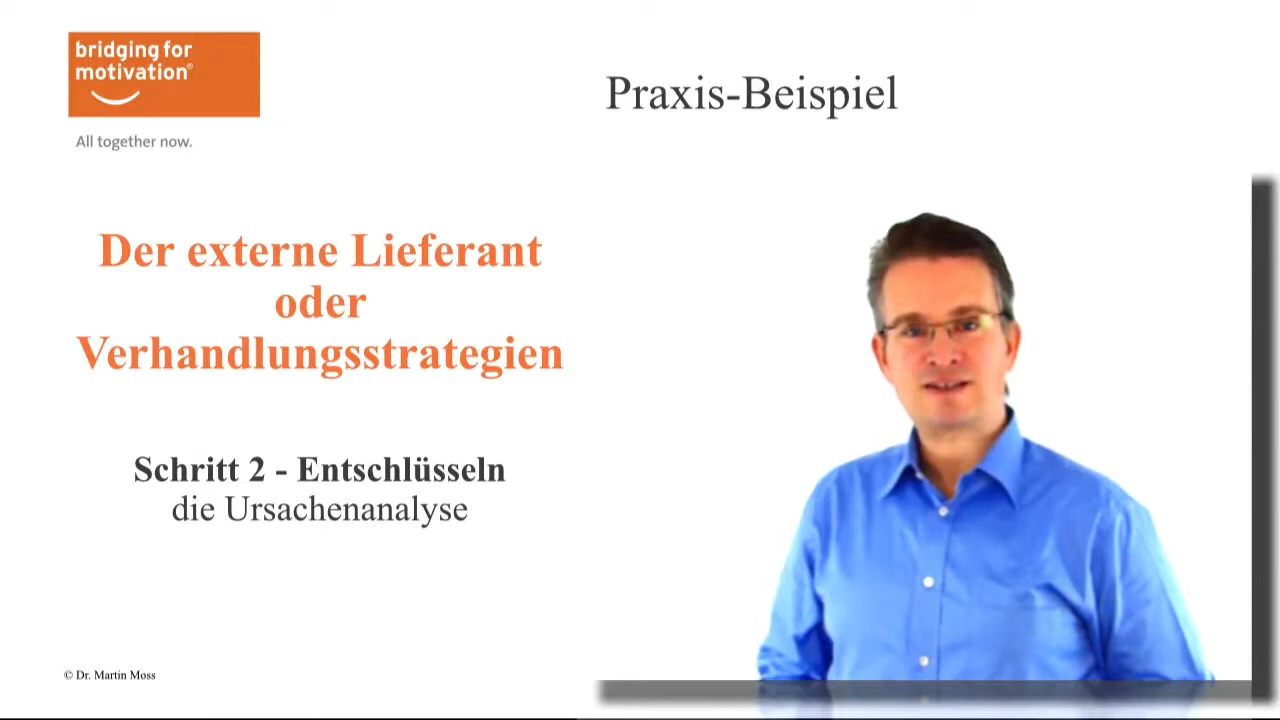 bridging for
motivation®
All together now.
Praxis-Beispiel
Der externe Lieferant
oder
Verhandlungsstrategien
Schritt 2 - Entschlüsseln
die Ursachenanalyse
© Dr. Martin Moss